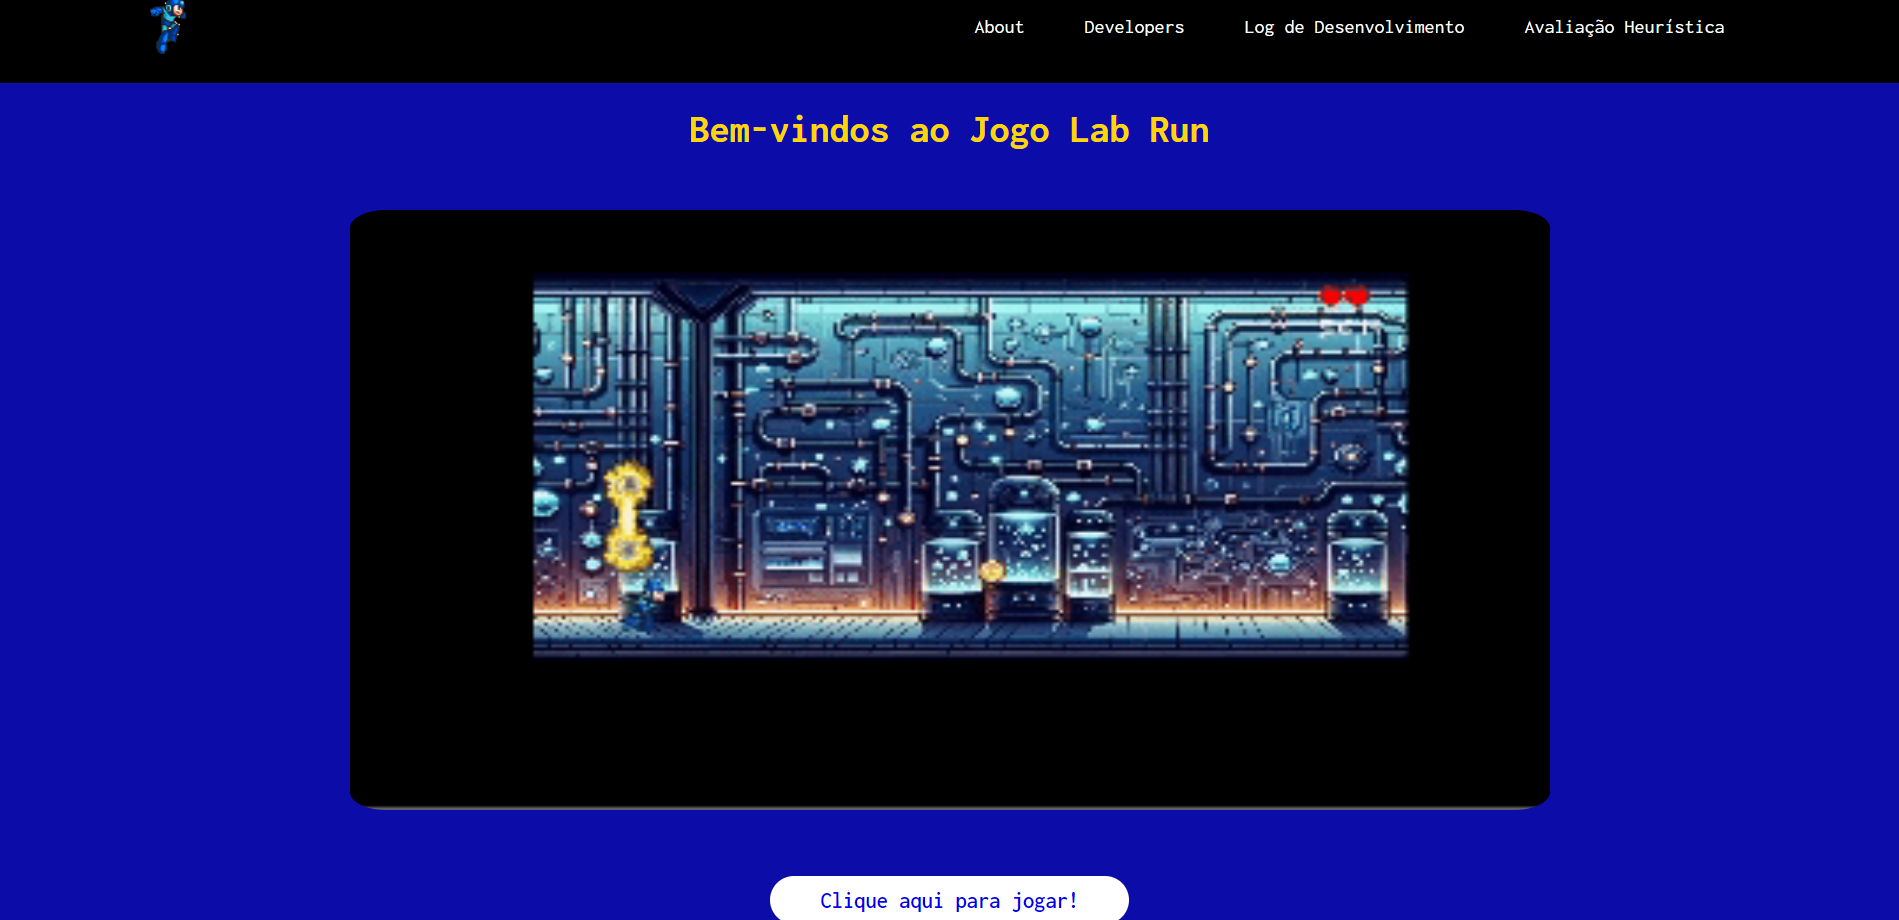 About
Developers
Log de Desenvolvimento
Avaliação Heurística
Bem-vindos ao Jogo Lab Run
Clique aqui para jogar!